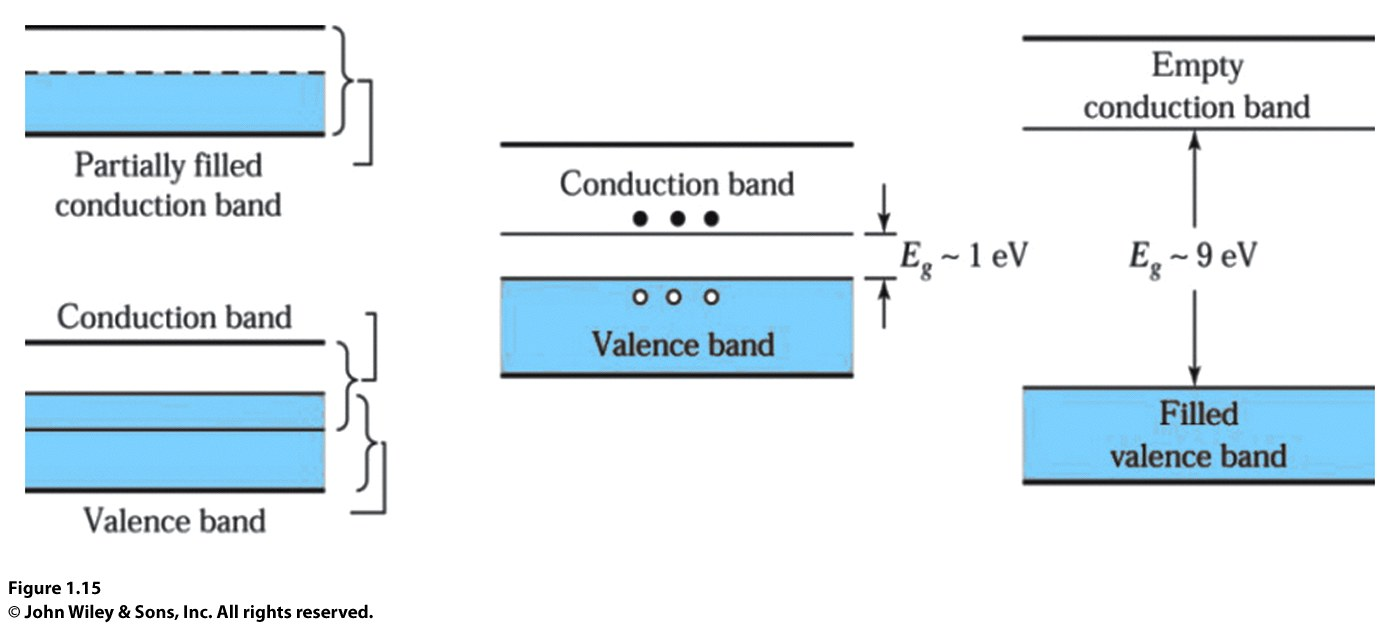 Partially filled
conduction band
Conduction band
Valence band
Conduction band
E_g ~ 1 eV
Valence band
Empty
conduction band
E_g ~ 9 eV
Filled
valence band
Figure 1.15
© John Wiley & Sons, Inc. All rights reserved.